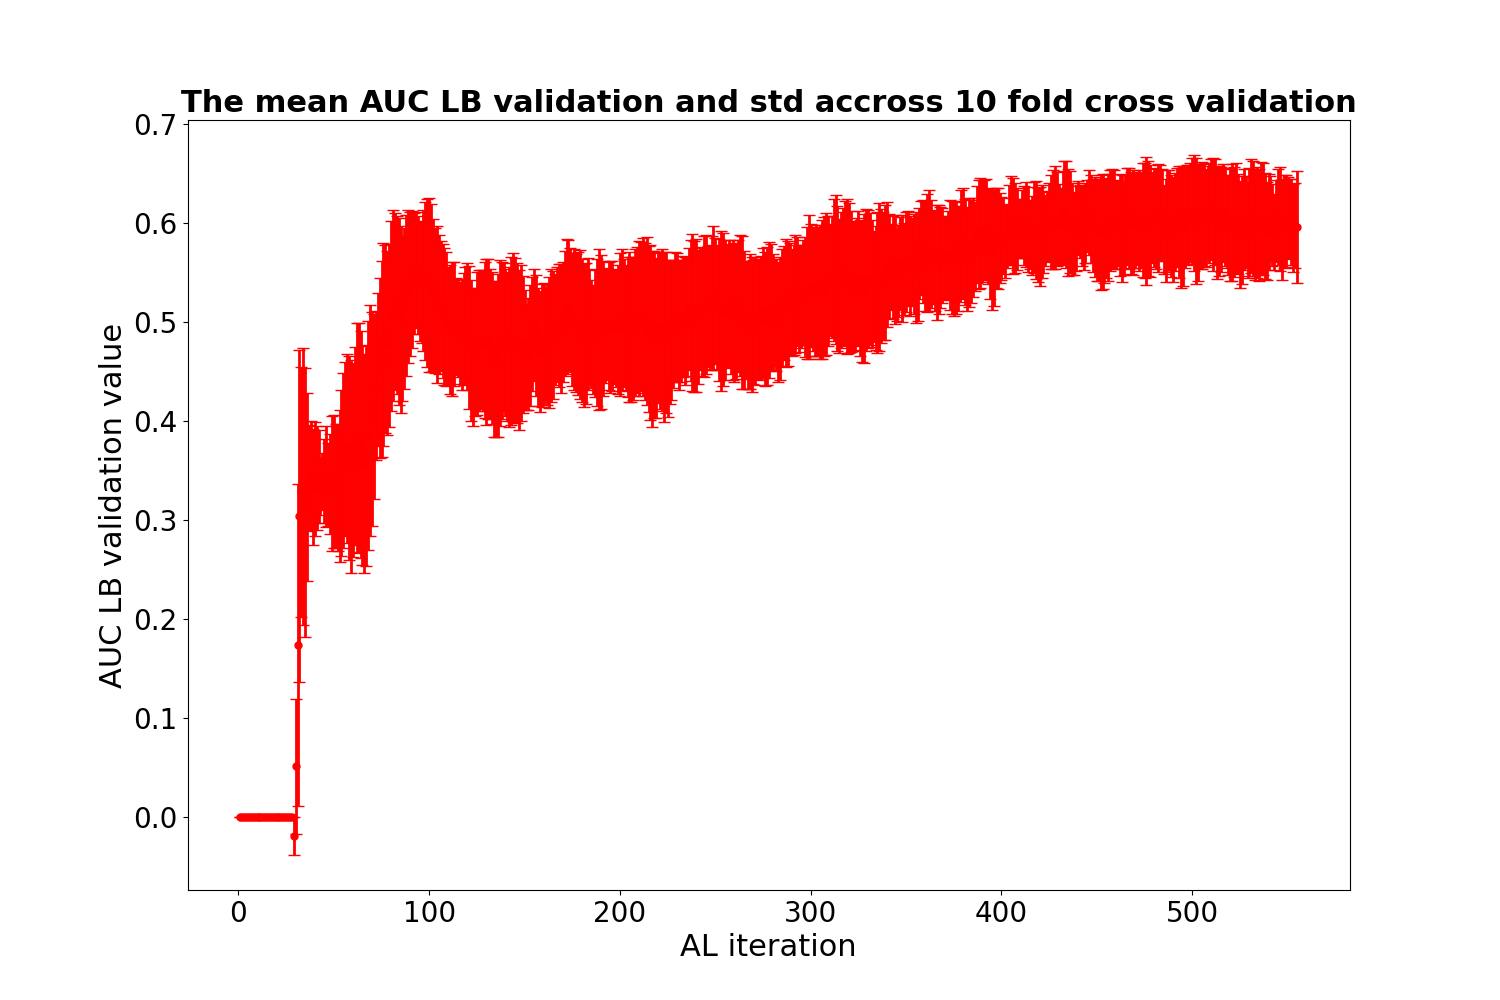 The mean AUC LB validation and std accross 10 fold cross validation
0.7
0.6
0.5
0.4
0.3
0.2
0.1
0.0
AUC LB validation value
0 100 200 300 400 500
AL iteration